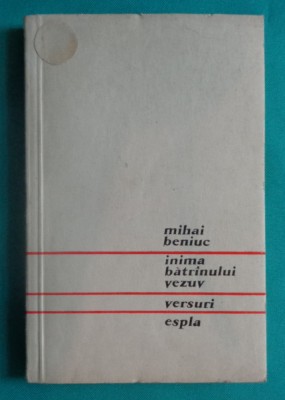 mihai
beniuc
inima
bătrînului
vezuv
versuri
espla